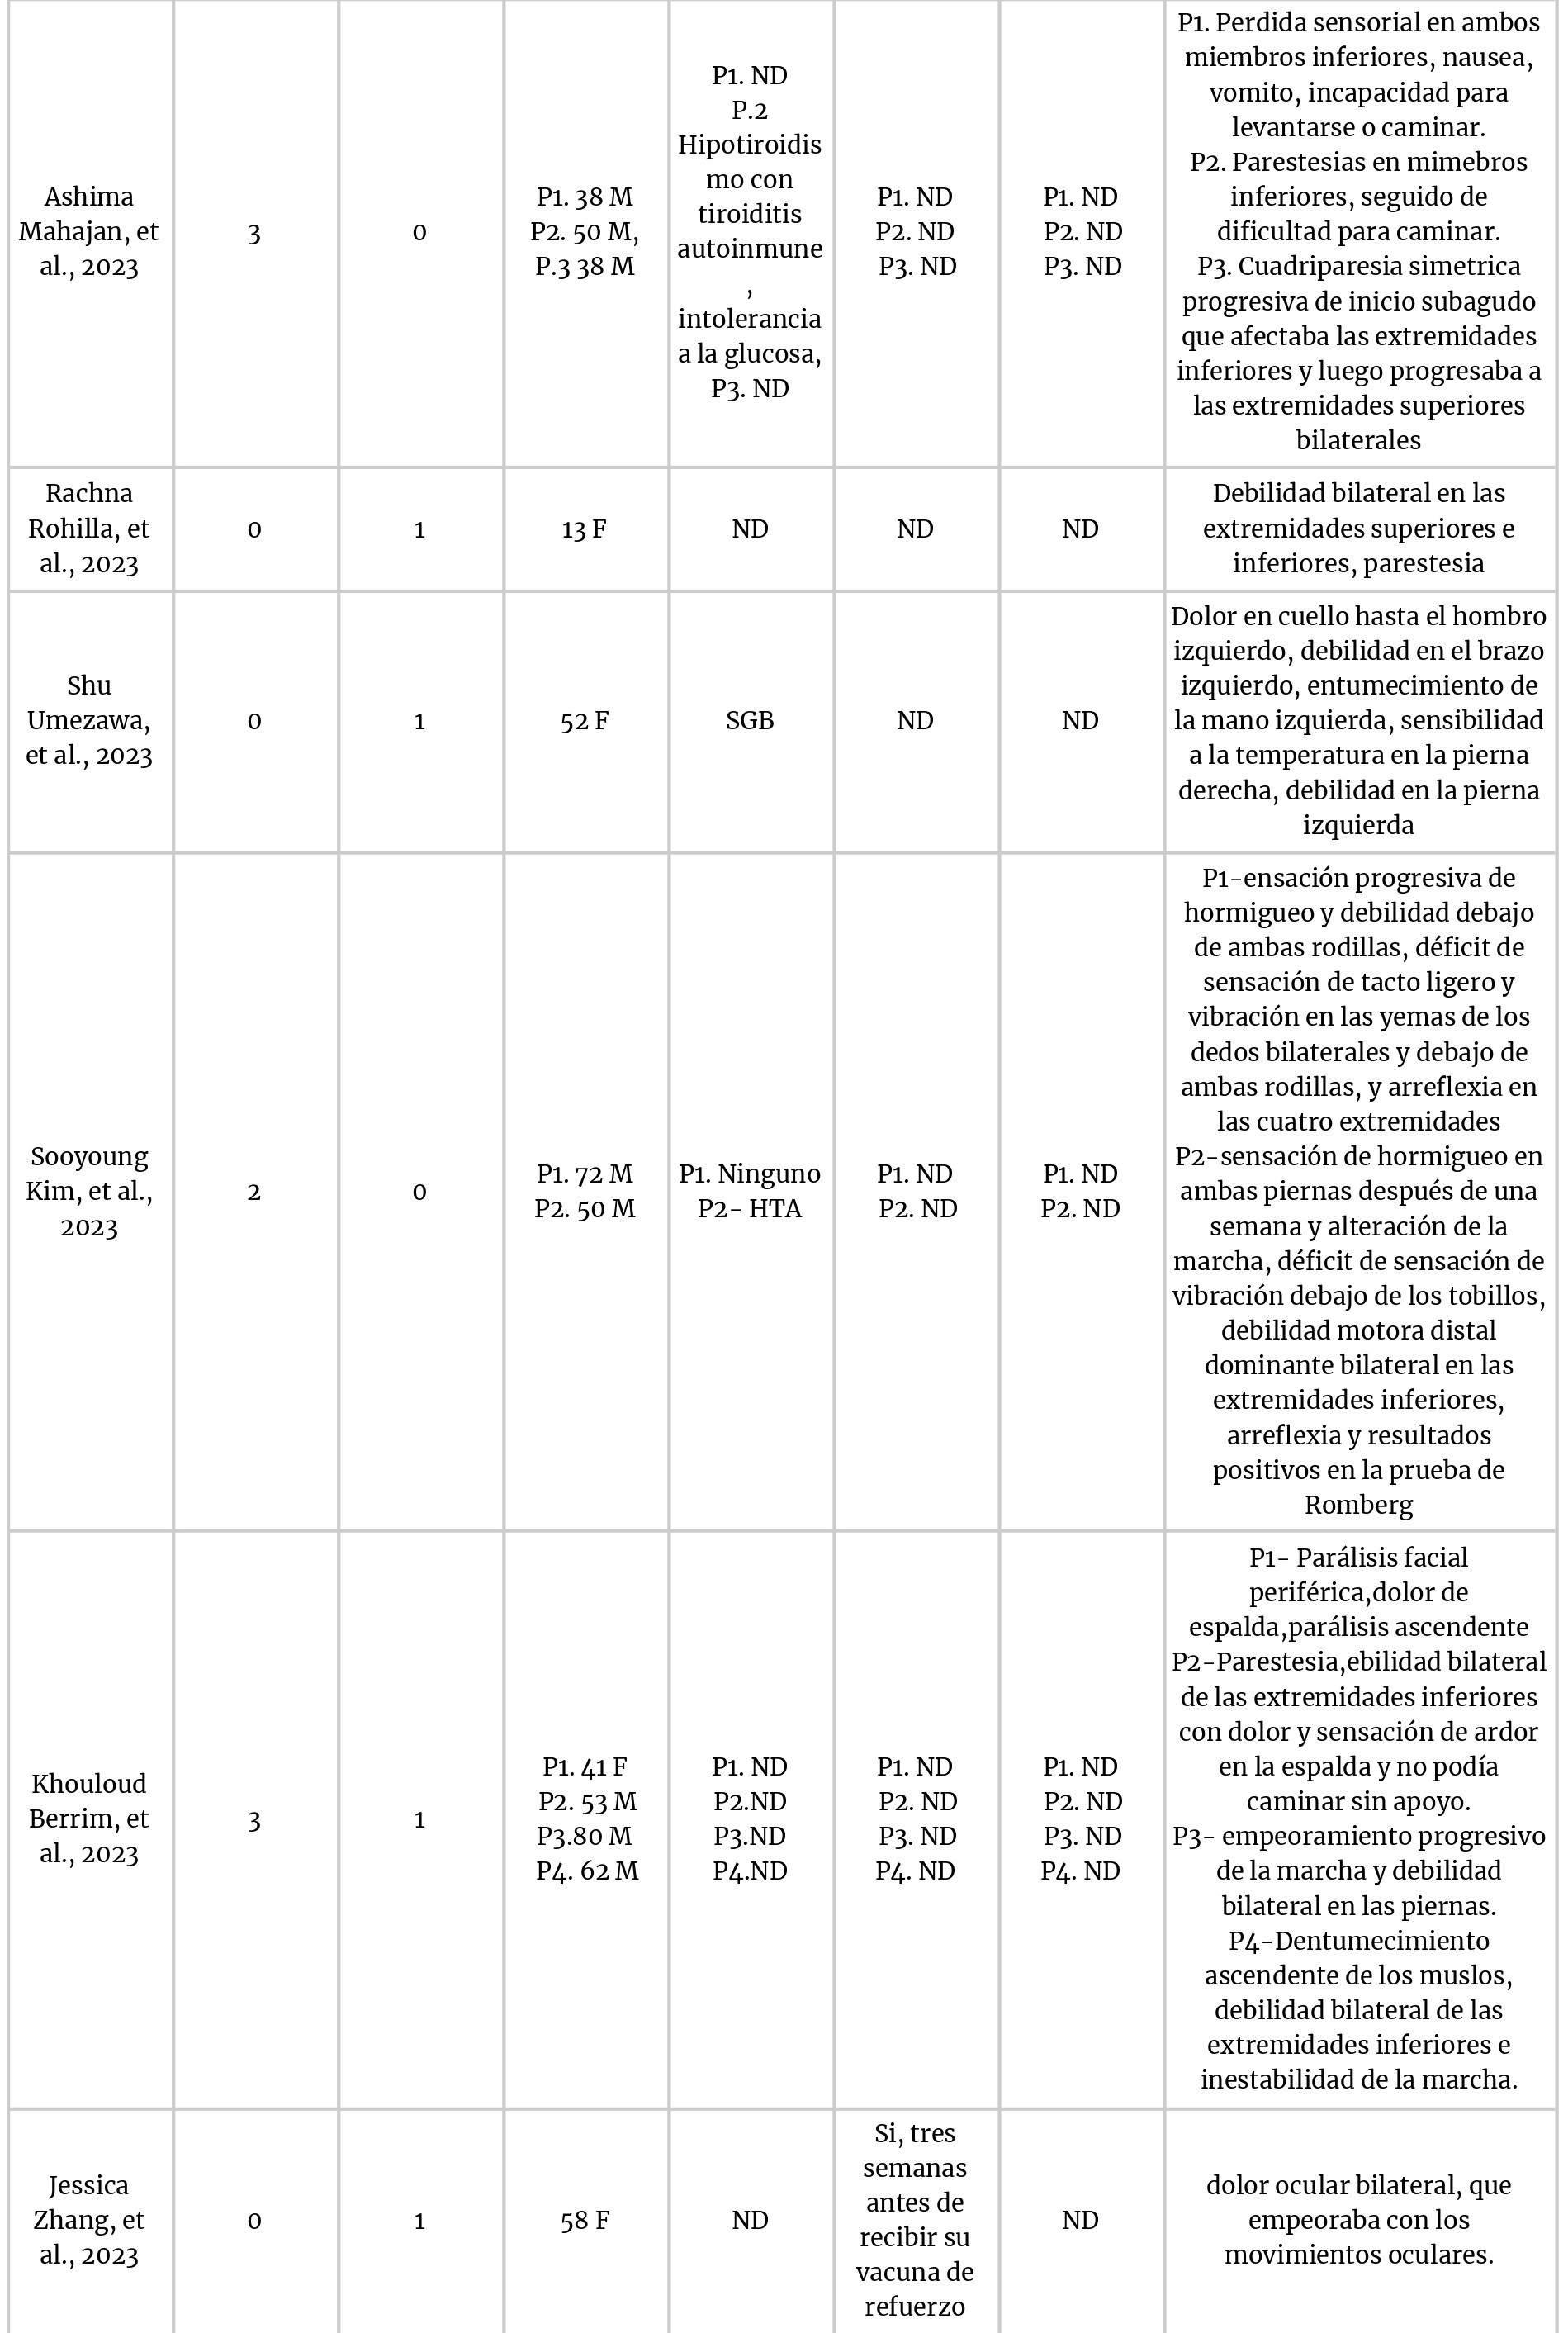 Ashima
Mahajan, et
al., 2023
3
0
P1. 38 M
P2. 50 M,
P.3 38 M
P1. ND
P.2
Hipotiroidis
mo con
tiroiditis
autoinmune
,
intolerancia
a la glucosa,
P3. ND
P1. ND
P2. ND
P3. ND
P1. ND
P2. ND
P3. ND
P1. Perdida sensorial en ambos
miembros inferiores, nausea,
vomito, incapacidad para
levantarse o caminar.
P2. Parestesias en mimebros
inferiores, seguido de
dificultad para caminar.
P3. Cuadriparesia simetrica
progresiva de inicio subagudo
que afectaba las extremidades
inferiores y luego progresaba a
las extremidades superiores
bilaterales
Rachna
Rohilla, et
al., 2023
0
1
13 F
ND
ND
ND
Debilidad bilateral en las
extremidades superiores e
inferiores, parestesia
Shu
Umezawa,
et al., 2023
0
1
52 F
SGB
ND
ND
Dolor en cuello hasta el hombro
izquierdo, debilidad en el brazo
izquierdo, entumecimiento de
la mano izquierda, sensibilidad
a la temperatura en la pierna
derecha, debilidad en la pierna
izquierda
Sooyoung
Kim, et al.,
2023
2
0
P1. 72 M
P2. 50 M
P1. Ninguno
P2- HTA
P1. ND
P2. ND
P1. ND
P2. ND
P1-ensación progresiva de
hormigueo y debilidad debajo
de ambas rodillas, déficit de
sensación de tacto ligero y
vibración en las yemas de los
dedos bilaterales y debajo de
ambas rodillas, y arreflexia en
las cuatro extremidades
P2-sensación de hormigueo en
ambas piernas después de una
semana y alteración de la
marcha, déficit de sensación de
vibración debajo de los tobillos,
debilidad motora distal
dominante bilateral en las
extremidades inferiores,
arreflexia y resultados
positivos en la prueba de
Romberg
Khouloud
Berrim, et
al., 2023
3
1
P1. 41 F
P2. 53 M
P3.80 M
P4. 62 M
P1. ND
P2.ND
P3.ND
P4.ND
P1. ND
P2. ND
P3. ND
P4. ND
P1. ND
P2. ND
P3. ND
P4. ND
P1- Parálisis facial
periférica,dolor de
espalda,parálisis ascendente
P2-Parestesia,ebilidad bilateral
de las extremidades inferiores
con dolor y sensación de ardor
en la espalda y no podía
caminar sin apoyo.
P3- empeoramiento progresivo
de la marcha y debilidad
bilateral en las piernas.
P4-Dentumecimiento
ascendente de los muslos,
debilidad bilateral de las
extremidades inferiores e
inestabilidad de la marcha.
Jessica
Zhang, et
al., 2023
0
1
58 F
ND
Si, tres
semanas
antes de
recibir su
vacuna de
refuerzo
ND
dolor ocular bilateral, que
empeoraba con los
movimientos oculares.